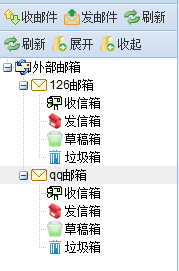 收邮件 发邮件 刷新
刷新 展开 收起
外部邮箱
126邮箱
收信箱
发信箱
草稿箱
垃圾箱
qq邮箱
收信箱
发信箱
草稿箱
垃圾箱